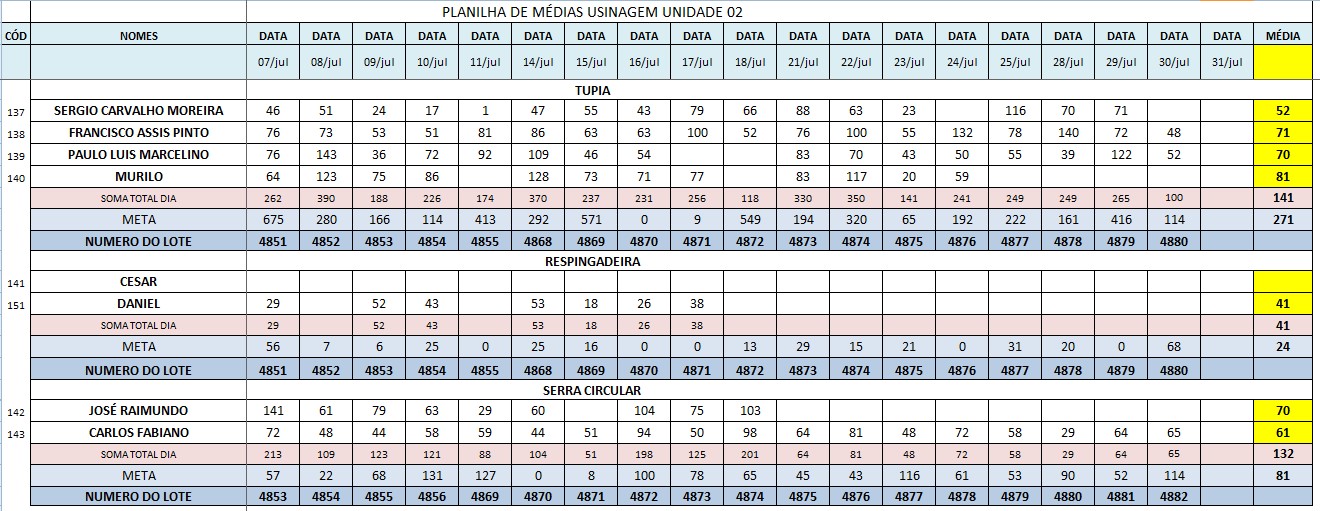 PLANILHA DE MÉDIAS USINAGEM UNIDADE 02
CÓD NOMES DATA DATA DATA DATA DATA DATA DATA DATA DATA DATA DATA DATA DATA DATA DATA DATA DATA DATA DATA MÉDIA
07/jul 08/jul 09/jul 10/jul 11/jul 14/jul 15/jul 16/jul 17/jul 18/jul 21/jul 22/jul 23/jul 24/jul 25/jul 28/jul 29/jul 30/jul 31/jul
TUPIA
137 SERGIO CARVALHO MOREIRA 46 51 24 17 1 47 55 43 79 66 88 63 23 116 70 71 52
138 FRANCISCO ASSIS PINTO 76 73 53 51 81 86 63 63 100 52 76 100 55 132 78 140 72 48 71
139 PAULO LUIS MARCELINO 76 143 36 72 92 109 46 54 83 70 43 50 55 39 122 52 70
140 MURILO 64 123 75 86 128 73 71 77 83 117 20 59 81
SOMA TOTAL DIA 262 390 188 226 174 370 237 231 256 118 330 350 141 241 249 249 265 100 141
META 675 280 166 114 413 292 571 0 9 549 194 320 65 192 222 161 416 114 271
NUMERO DO LOTE 4851 4852 4853 4854 4855 4868 4869 4870 4871 4872 4873 4874 4875 4876 4877 4878 4879 4880
RESPINGADEIRA
141 CESAR
151 DANIEL 29 52 43 53 18 26 38 41
SOMA TOTAL DIA 29 52 43 53 18 26 38 41
META 56 7 6 25 0 25 16 0 0 13 29 15 21 0 31 20 0 68 24
NUMERO DO LOTE 4851 4852 4853 4854 4855 4868 4869 4870 4871 4872 4873 4874 4875 4876 4877 4878 4879 4880
SERRA CIRCULAR
142 JOSÉ RAIMUNDO 141 61 79 63 29 60 104 75 103 70
143 CARLOS FABIANO 72 48 44 58 59 44 51 94 50 98 64 81 48 72 58 29 64 65 61
SOMA TOTAL DIA 213 109 123 121 88 104 51 198 125 201 64 81 48 72 58 29 64 65 132
META 57 22 68 131 127 0 8 100 78 65 45 43 116 61 53 90 52 114 81
NUMERO DO LOTE 4853 4854 4855 4856 4869 4870 4871 4872 4873 4874 4875 4876 4877 4878 4879 4880 4881 4882